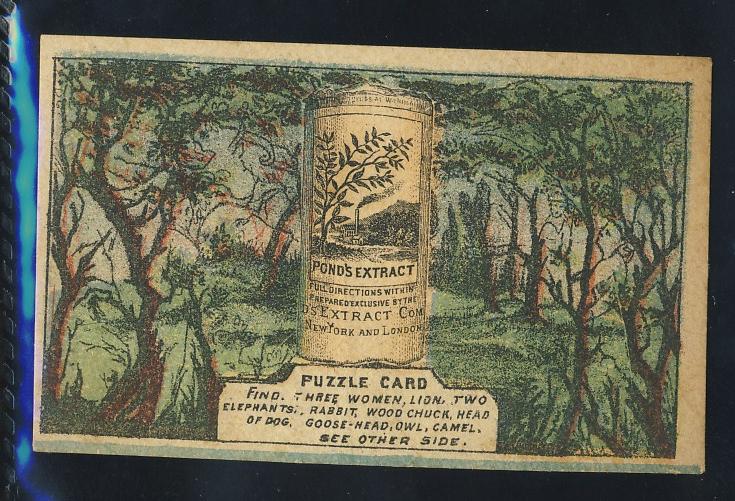 POND'S EXTRACT
FULL DIRECTIONS WITHIN
PREPARED EXCLUSIVE BY THE
D'S EXTRACT COM
NEW YORK AND LONDON
PUZZLE CARD
FIND. THREE WOMEN, LION, TWO
ELEPHANTS., RABBIT, WOOD CHUCK, HEAD
OF DOG. GOOSE-HEAD, OWL, CAMEL.
SEE OTHER SIDE.